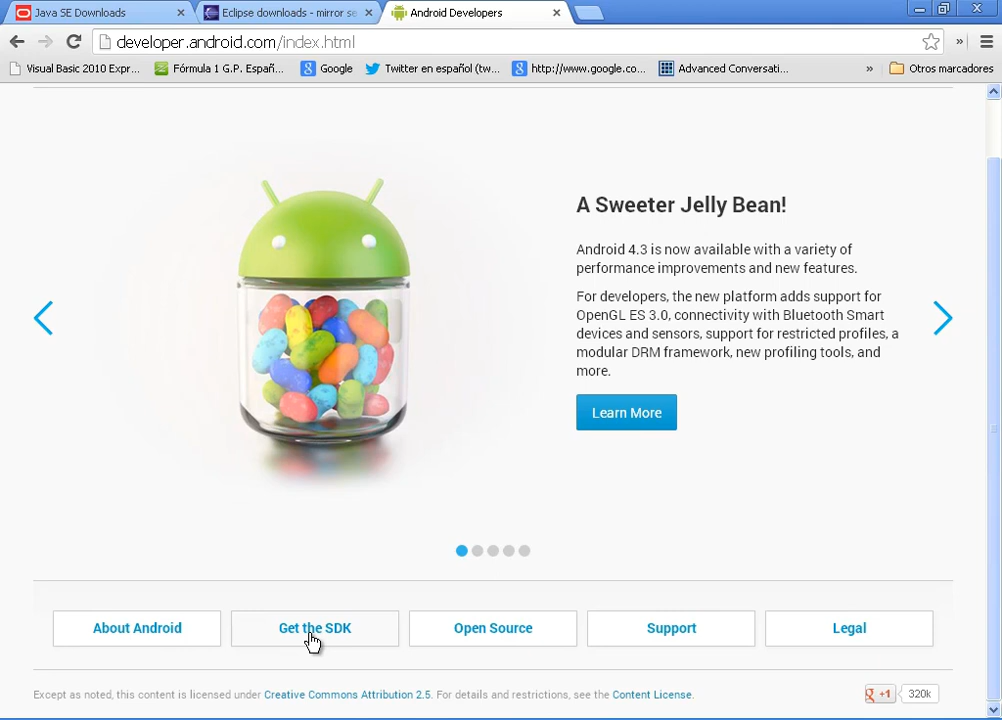 Java SE Downloads
Eclipse downloads - mirror se
Android Developers
developer.android.com/index.html
Visual Basic 2010 Expr...
Fórmula 1 G.P. Españ...
Google
Twitter en español (tw...
http://www.google.co...
Advanced Conversati...
»
Otros marcadores
A Sweeter Jelly Bean!
Android 4.3 is now available with a variety of
performance improvements and new features.
For developers, the new platform adds support for
OpenGL ES 3.0, connectivity with Bluetooth Smart
devices and sensors, support for restricted profiles, a
modular DRM framework, new profiling tools, and
more.
Learn More
About Android
Get the SDK
Open Source
Support
Legal
Except as noted, this content is licensed under Creative Commons Attribution 2.5. For details and restrictions, see the Content License.
g +1
320k